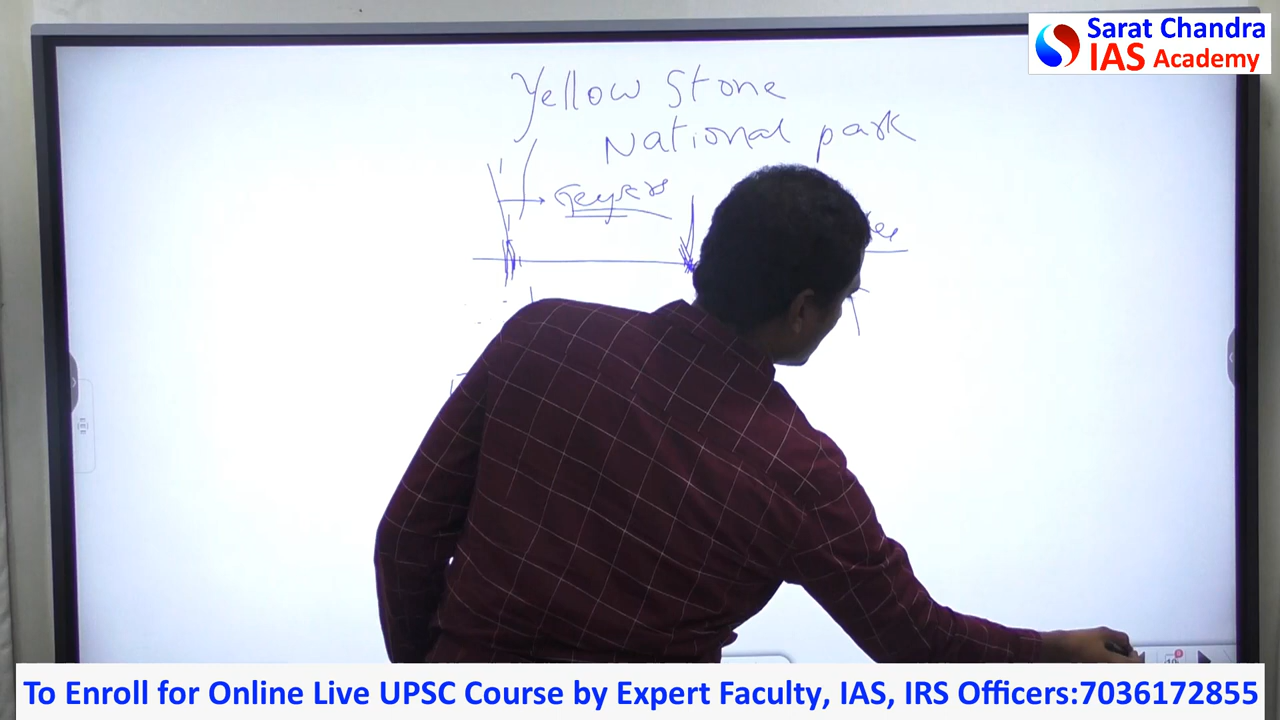 Sarat Chandra
IAS Academy
Yellow Stone
National park
Geysers
To Enroll for Online Live UPSC Course by Expert Faculty, IAS, IRS Officers:7036172855